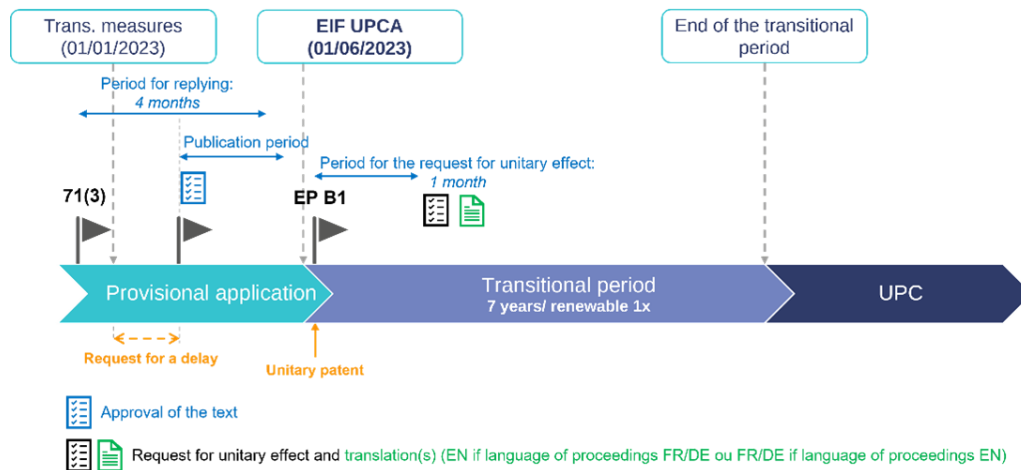 Trans. measures
(01/01/2023)
EIF UPCA
(01/06/2023)
End of the transitional
period
Period for replying:
4 months
Publication period
Period for the request for unitary effect:
1 month
71(3)
EP B1
Provisional application
Transitional period
7 years/ renewable 1x
UPC
Request for a delay
Unitary patent
Approval of the text
Request for unitary effect and translation(s) (EN if language of proceedings FR/DE ou FR/DE if language of proceedings EN)